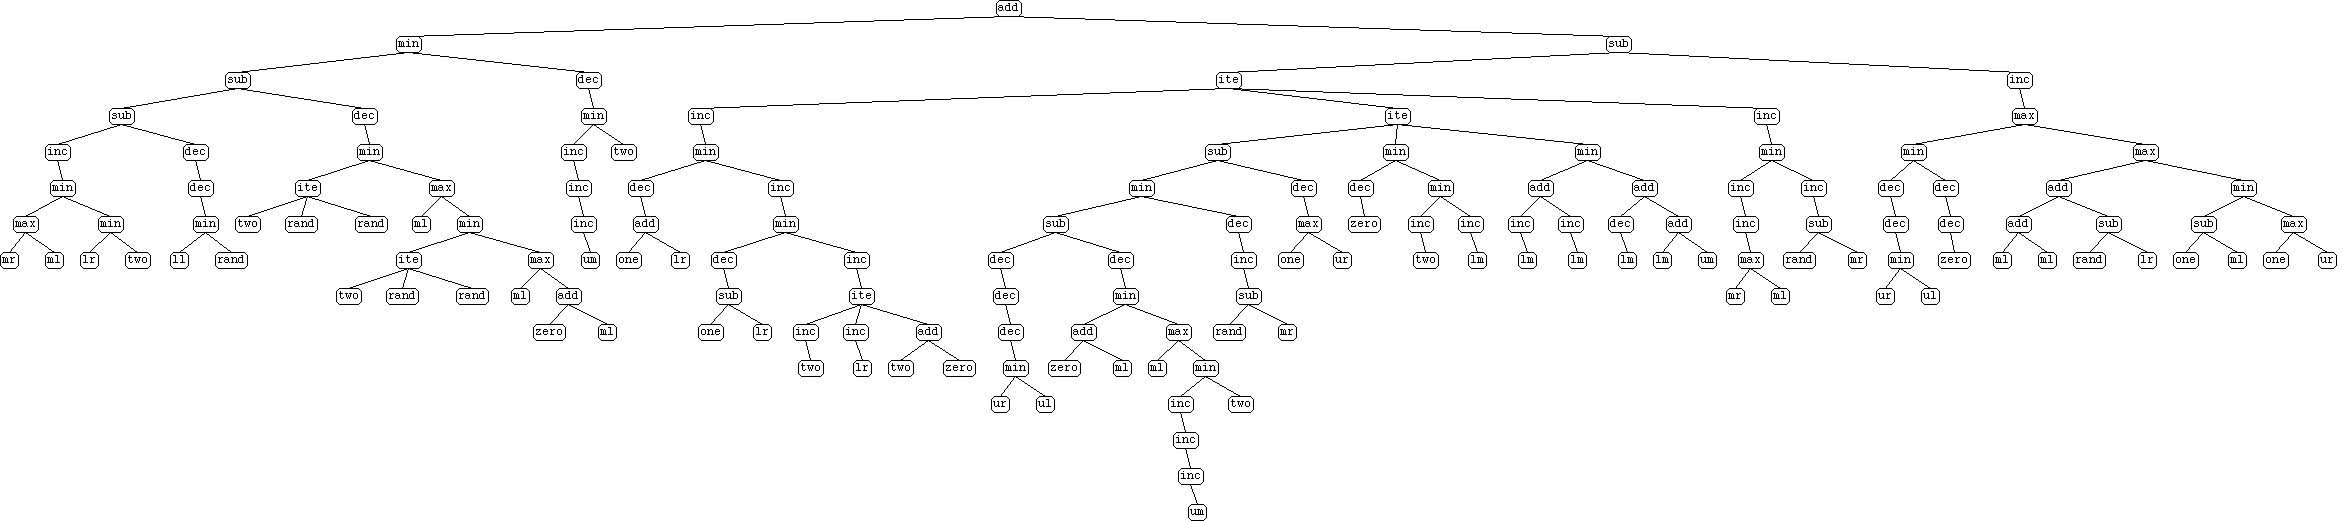 add
min sub
sub dec ite inc
sub dec min inc ite inc max
inc dec min inc two min sub min min min min max
min dec ite max inc dec inc min dec dec min add add inc inc dec dec add min
max min min two rand rand ml min inc add min sub dec max zero inc inc inc inc dec add inc sub dec dec add sub sub max
mr ml lr two ll rand ite max um one lr dec inc dec dec inc one ur two lm lm lm lm lm um max rand mr min zero ml ml rand lr one ml one ur
two rand rand ml add sub ite dec min sub mr ml ur ul
zero ml one lr inc inc add dec add max rand mr
two lr two zero min zero ml ml min
ur ul inc two
inc
inc
um